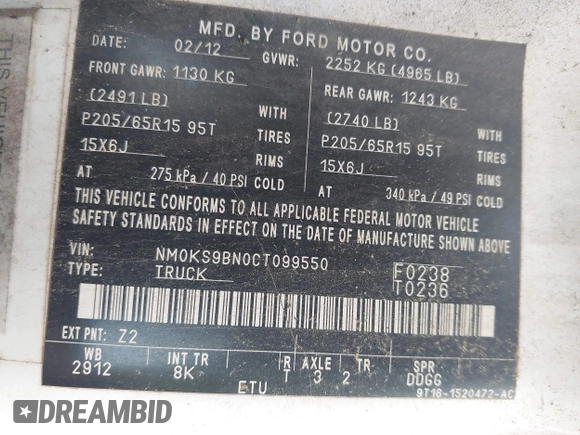 THIS VEHIC
MFD. BY FORD MOTOR CO.
DATE: 02/12 GVWR: 2252 KG (4965 LB)
FRONT GAWR: 1130 KG REAR GAWR: 1243 KG
(2491 LB) (2740 LB)
P205/65R15 95T TIRES P205/65R15 95T TIRES
15X6J RIMS 15X6J RIMS
AT 275 kPa / 40 PSI COLD AT 340 kPa / 49 PSI COLD
THIS VEHICLE CONFORMS TO ALL APPLICABLE FEDERAL MOTOR VEHICLE
SAFETY STANDARDS IN EFFECT ON THE DATE OF MANUFACTURE SHOWN ABOVE
VIN: NM0KS9BN0CT099550 F0238
TRUCK T0236
EXT PNT: Z2
WB INT TR R AXLE TR SPR
2912 8K T 3 2 DDGG
ETU 9T16-1520472-AC
BIDHISTORY